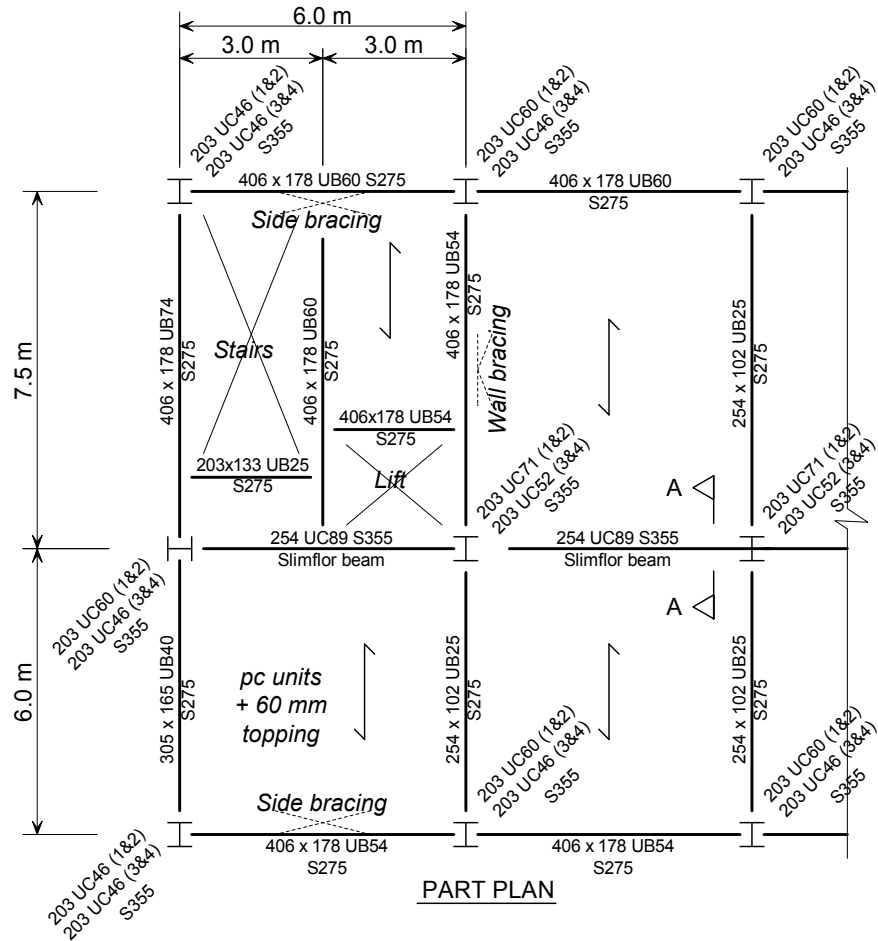 6.0 m
3.0 m
3.0 m
203 UC46 (1&2)
203 UC46 (3&4)
S355
203 UC60 (1&2)
203 UC46 (3&4)
S355
203 UC60 (1&2)
203 UC46 (3&4)
S355
406 x 178 UB60 S275
406 x 178 UB60
S275
Side bracing
7.5 m
406 x 178 UB74
S275
Stairs
406 x 178 UB60
S275
406 x 178 UB54
S275
Wall bracing
254 x 102 UB25
S275
406x178 UB54
S275
203x133 UB25
S275
Lift
203 UC71 (1&2)
203 UC52 (3&4)
S355
A
203 UC71 (1&2)
203 UC52 (3&4)
S355
254 UC89 S355
Slimflor beam
Slimflor beam
254 UC89 S355
203 UC60 (1&2)
203 UC46 (3&4)
S355
A
6.0 m
305 x 165 UB40
S275
pc units
+ 60 mm
topping
254 x 102 UB25
S275
254 x 102 UB25
S275
203 UC60 (1&2)
203 UC46 (3&4)
S355
203 UC60 (1&2)
203 UC46 (3&4)
S355
Side bracing
406 x 178 UB54
S275
406 x 178 UB54
S275
203 UC46 (1&2)
203 UC46 (3&4)
S355
PART PLAN